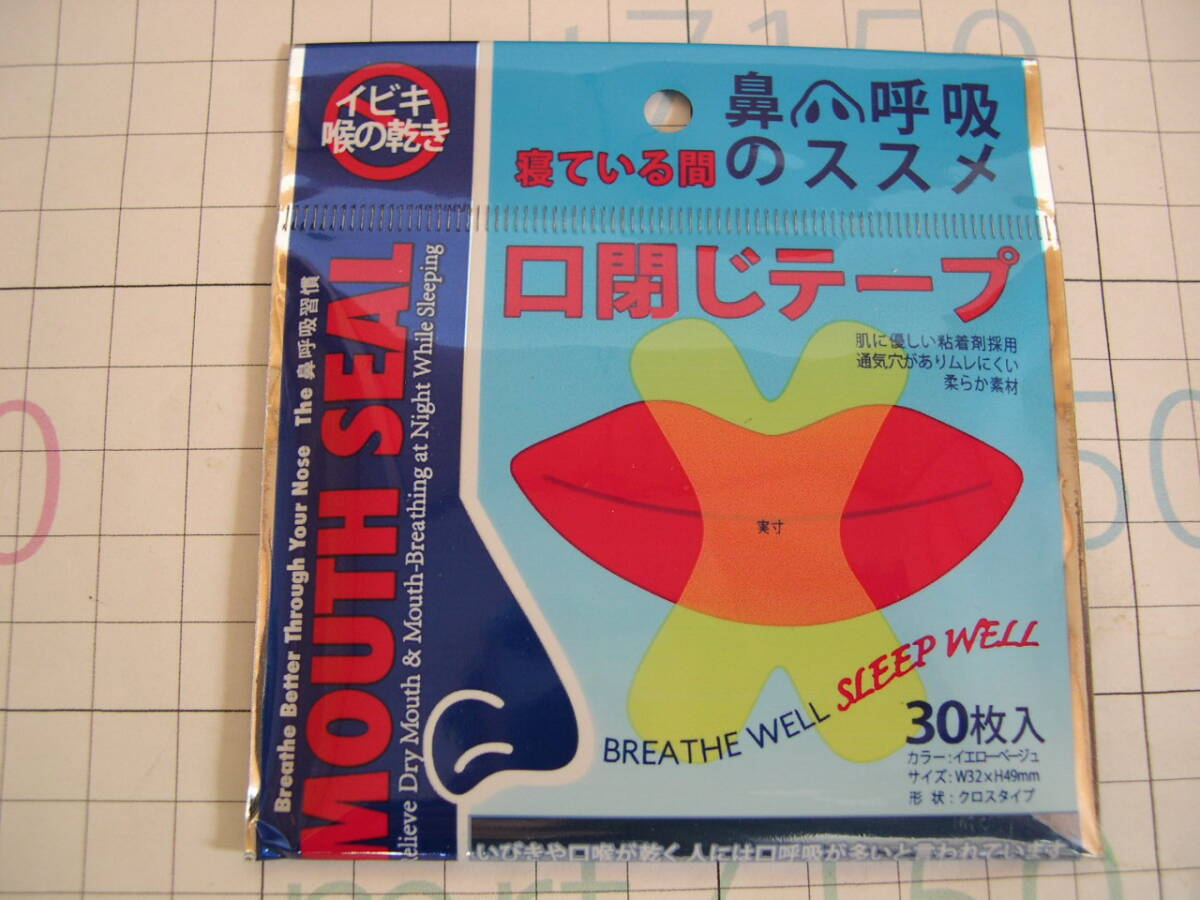 イビキ
喉の乾き
鼻呼吸
のススメ
寝ている間
口閉じテープ
肌に優しい粘着剤採用
通気穴がありムレにくい
柔らか素材
実寸
BREATHE WELL SLEEP WELL
30枚入
カラー:イエローベージュ
サイズ:W32×H49mm
形 状:クロスタイプ
Breathe Better Through Your Nose The 鼻呼吸習慣
MOUTH SEAL
elieve Dry Mouth & Mouth-Breathing at Night While Sleeping
いびきや口喉が乾く人には口呼吸が多いと言われています
7150
50
0
7150